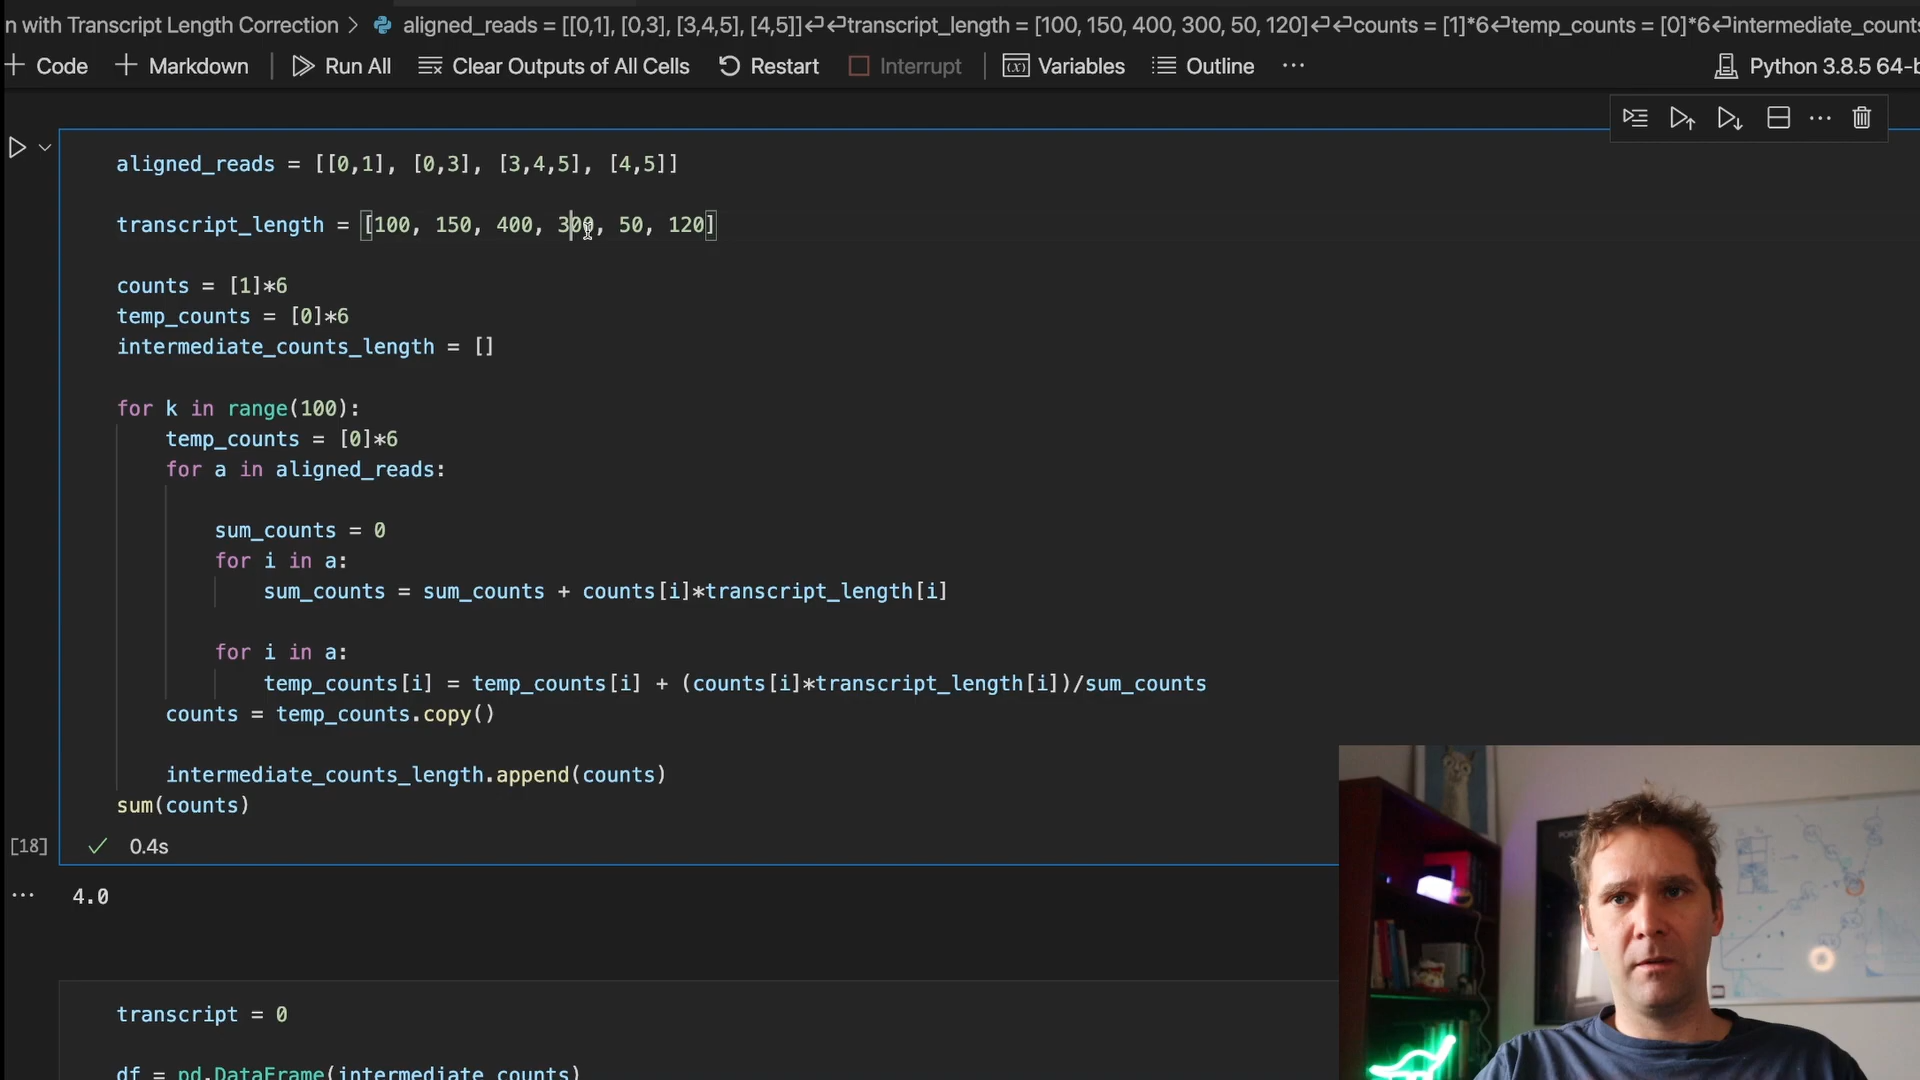 n with Transcript Length Correction > aligned_reads = [[0,1], [0,3], [3,4,5], [4,5]]↵↵transcript_length = [100, 150, 400, 300, 50, 120]↵↵counts = [1]*6↵temp_counts = [0]*6↵intermediate_counts
+ Code + Markdown Run All Clear Outputs of All Cells Restart Interrupt Variables Outline ··· Python 3.8.5 64-b
aligned_reads = [[0,1], [0,3], [3,4,5], [4,5]]
transcript_length = [100, 150, 400, 300, 50, 120]
counts = [1]*6
temp_counts = [0]*6
intermediate_counts_length = []
for k in range(100):
temp_counts = [0]*6
for a in aligned_reads:
sum_counts = 0
for i in a:
sum_counts = sum_counts + counts[i]*transcript_length[i]
for i in a:
temp_counts[i] = temp_counts[i] + (counts[i]*transcript_length[i])/sum_counts
counts = temp_counts.copy()
intermediate_counts_length.append(counts)
sum(counts)
[18] 0.4s
4.0
transcript = 0
df = pd.DataFrame(intermediate_counts)